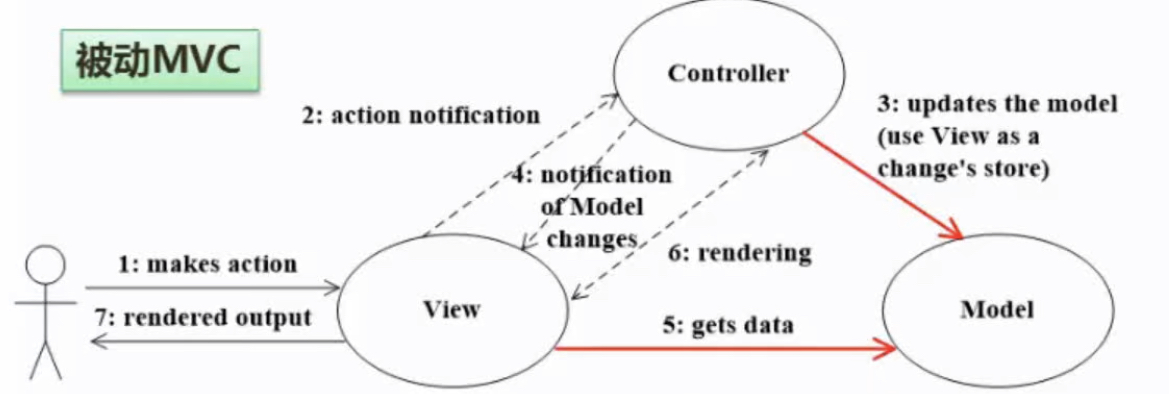 被动MVC
Controller
2: action notification
3: updates the model
(use View as a
change's store)
4: notification
of Model
changes
6: rendering
1: makes action
7: rendered output
View
5: gets data
Model